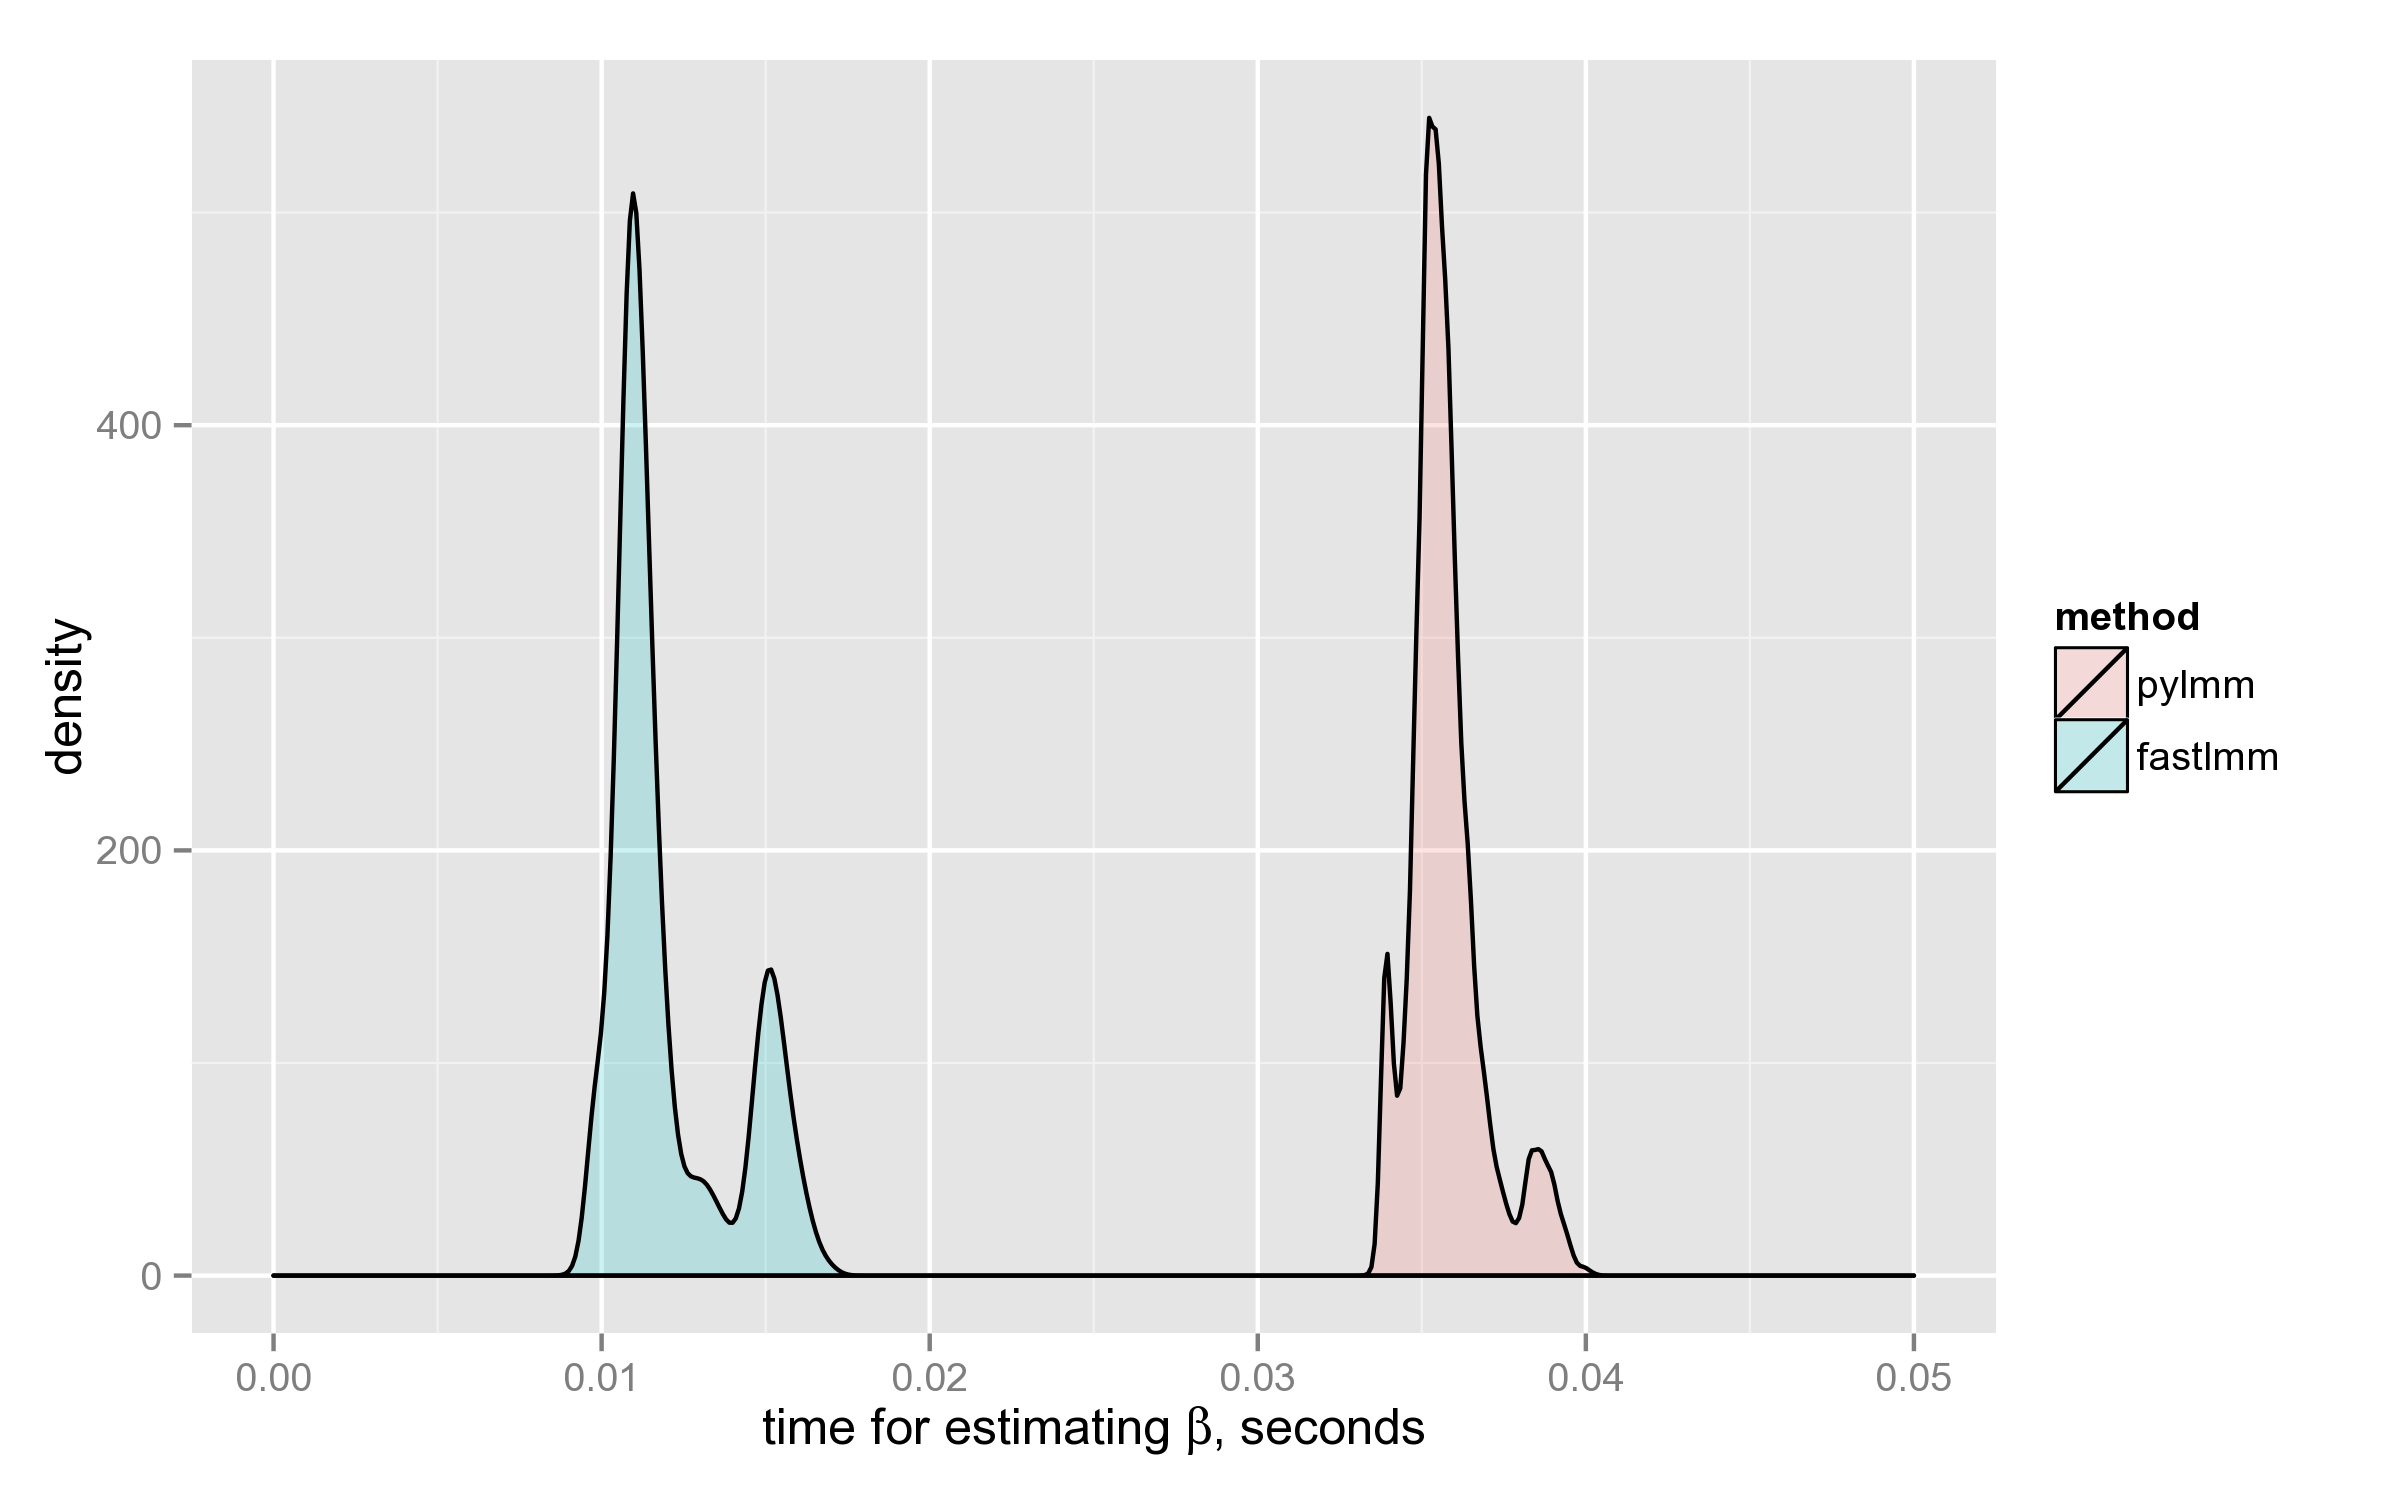 density
400
200
0
0.00 0.01 0.02 0.03 0.04 0.05
time for estimating β, seconds
method
pylmm
fastlmm